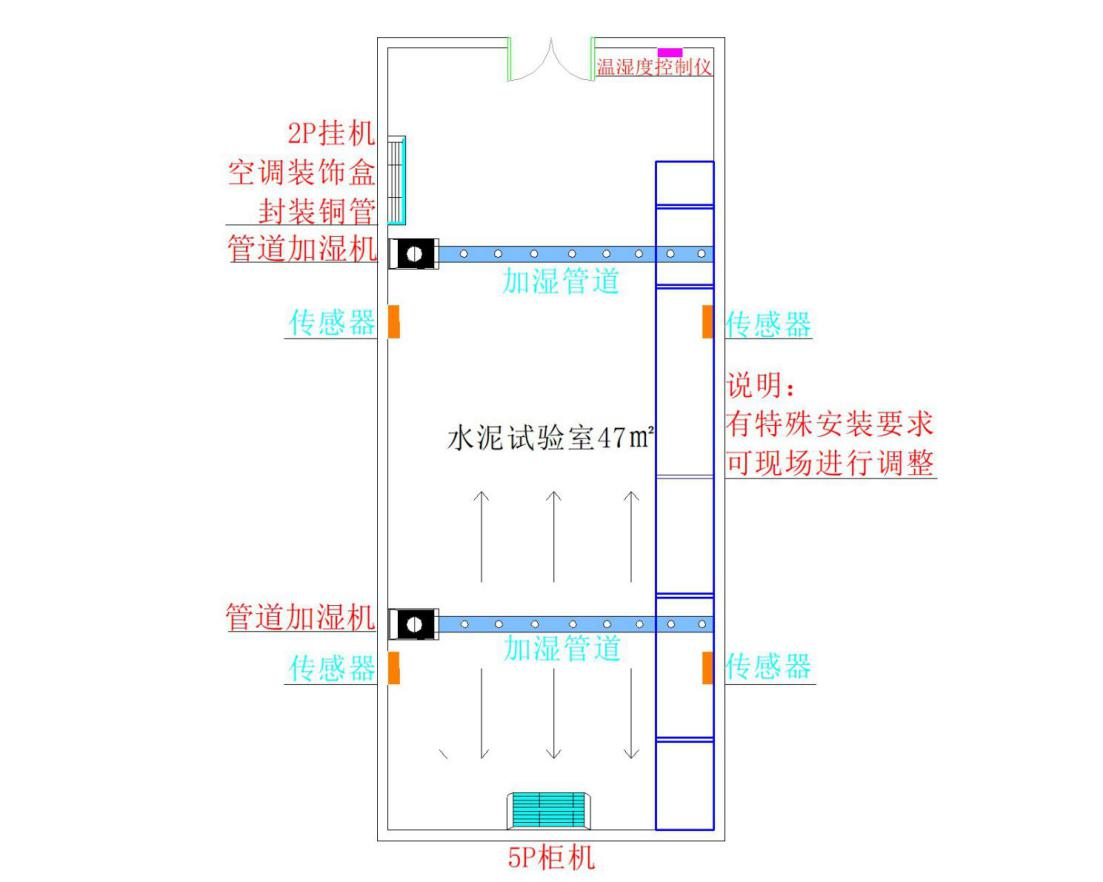 温湿度控制仪
2P挂机
空调装饰盒
封装铜管
管道加湿机
加湿管道
传感器
传感器
说明：
有特殊安装要求
可现场进行调整
水泥试验室47㎡
管道加湿机
加湿管道
传感器
传感器
5P柜机